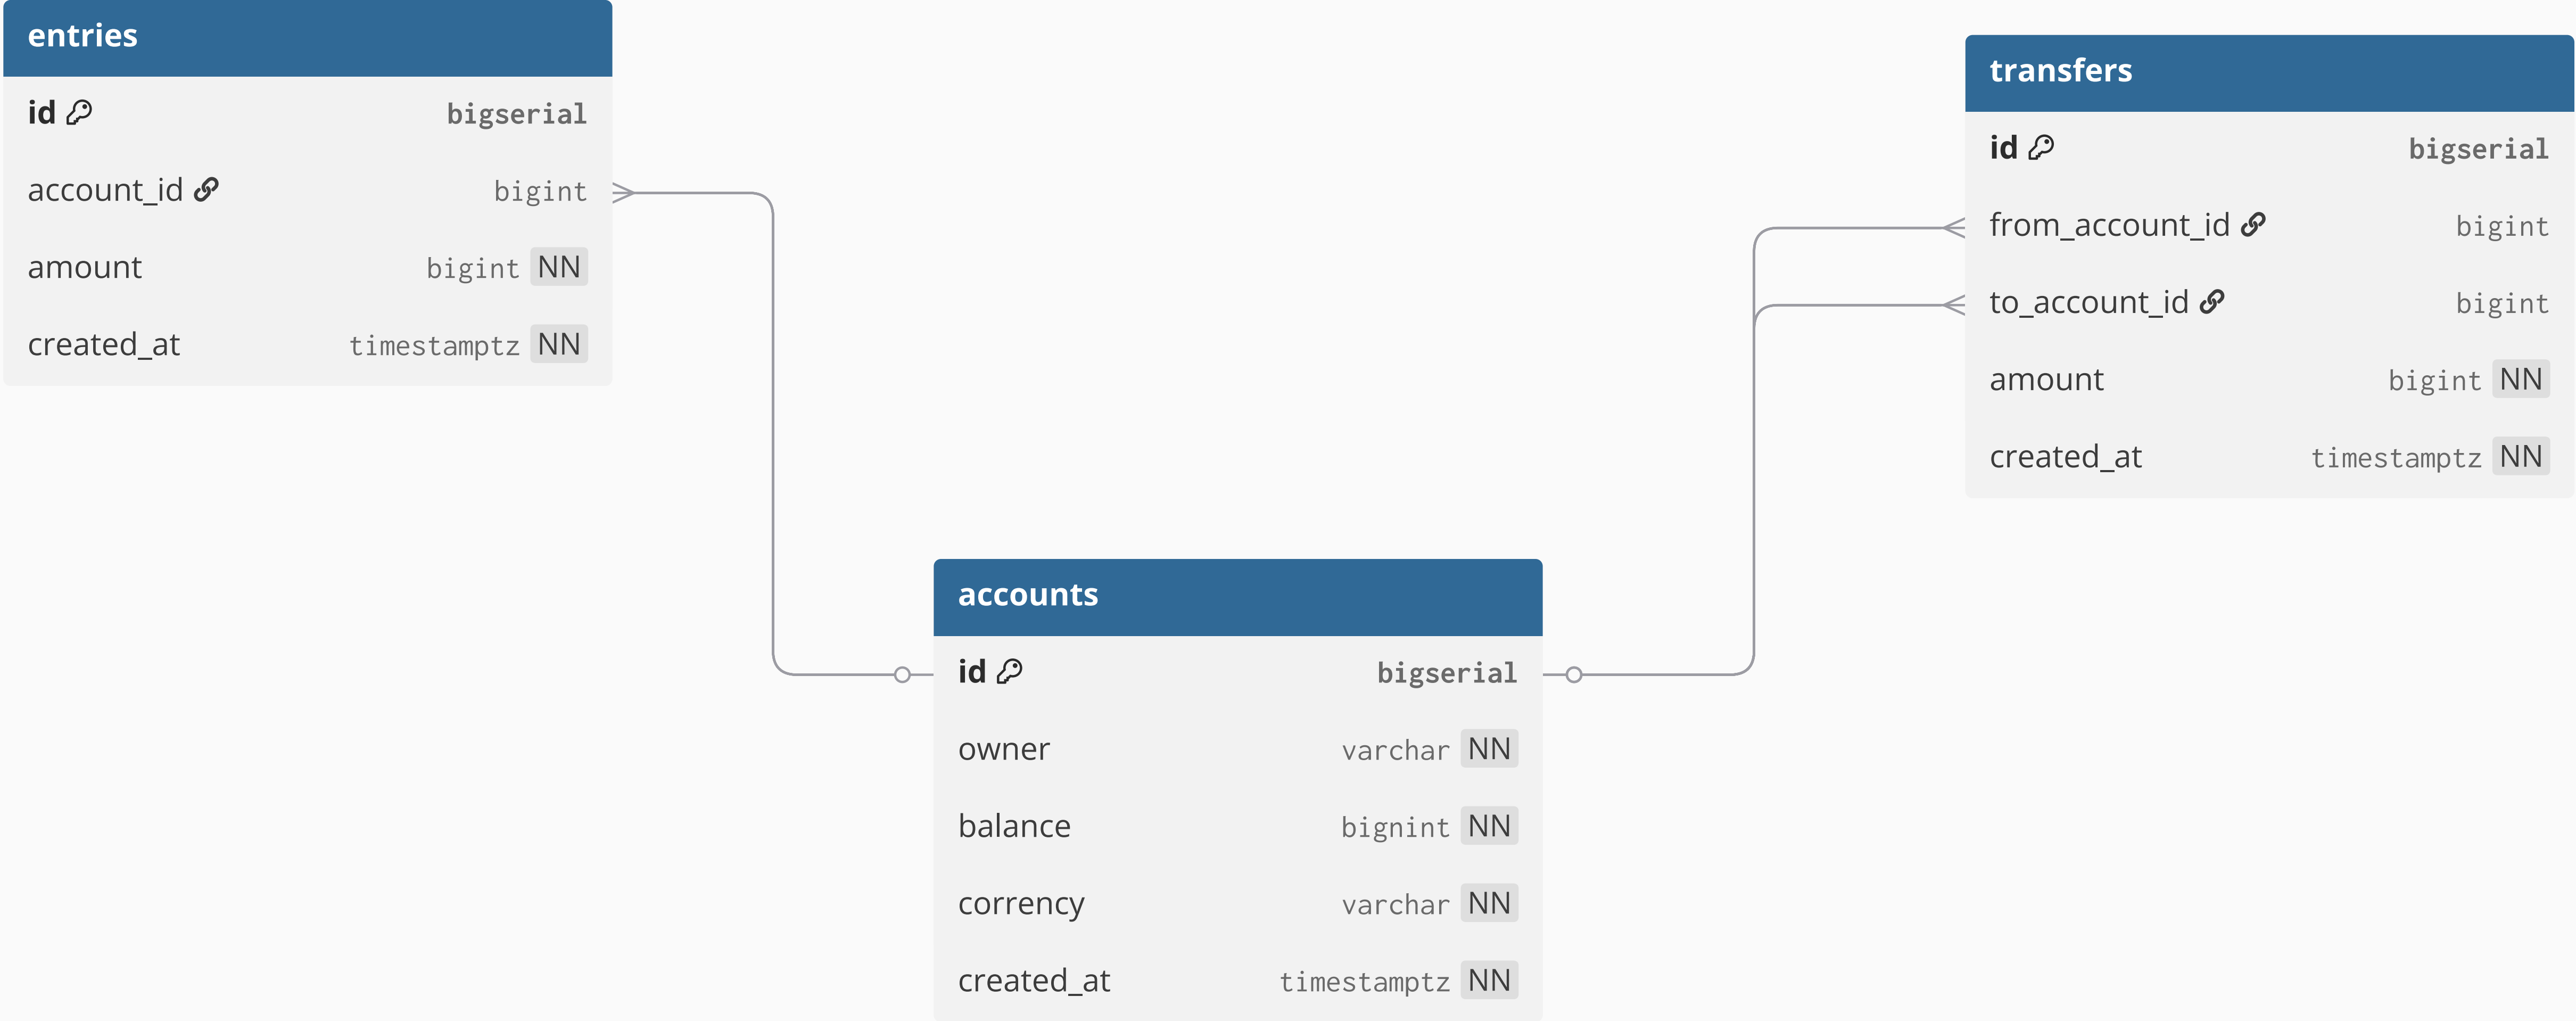 entries
id bigserial
account_id bigint
amount bigint NN
created_at timestamptz NN
transfers
id bigserial
from_account_id bigint
to_account_id bigint
amount bigint NN
created_at timestamptz NN
accounts
id bigserial
owner varchar NN
balance bignint NN
corrency varchar NN
created_at timestamptz NN